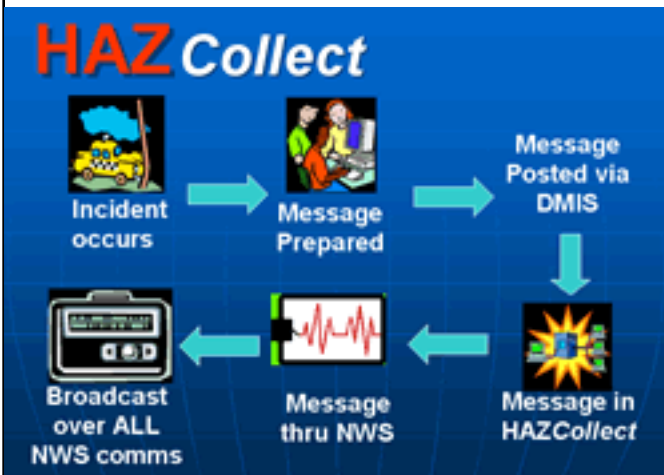 HAZ Collect
Incident
occurs
Message
Prepared
Message
Posted via
DMIS
Message in
HAZCollect
Message
thru NWS
Broadcast
over ALL
NWS comms